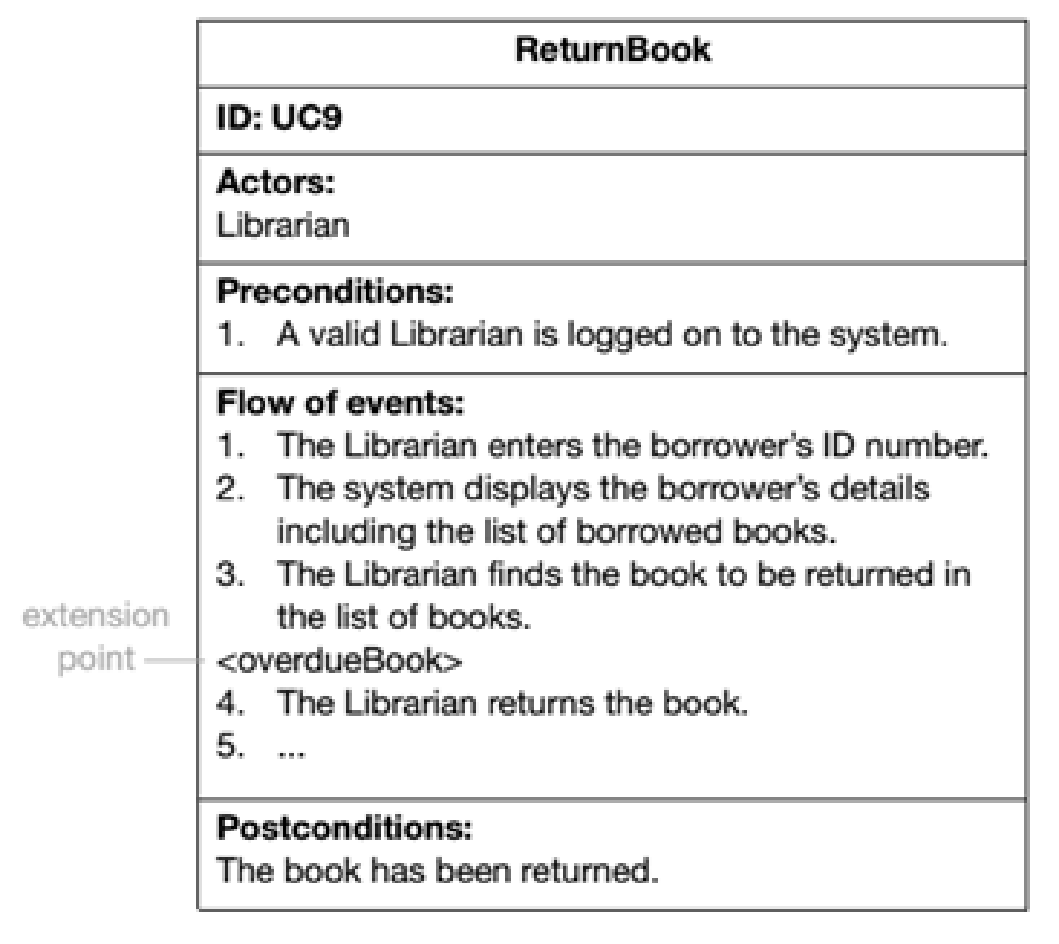 ReturnBook
ID: UC9
Actors:
Librarian
Preconditions:
1. A valid Librarian is logged on to the system.
Flow of events:
1. The Librarian enters the borrower's ID number.
2. The system displays the borrower's details
including the list of borrowed books.
3. The Librarian finds the book to be returned in
the list of books.
extension
point
<overdueBook>
4. The Librarian returns the book.
5. ...
Postconditions:
The book has been returned.